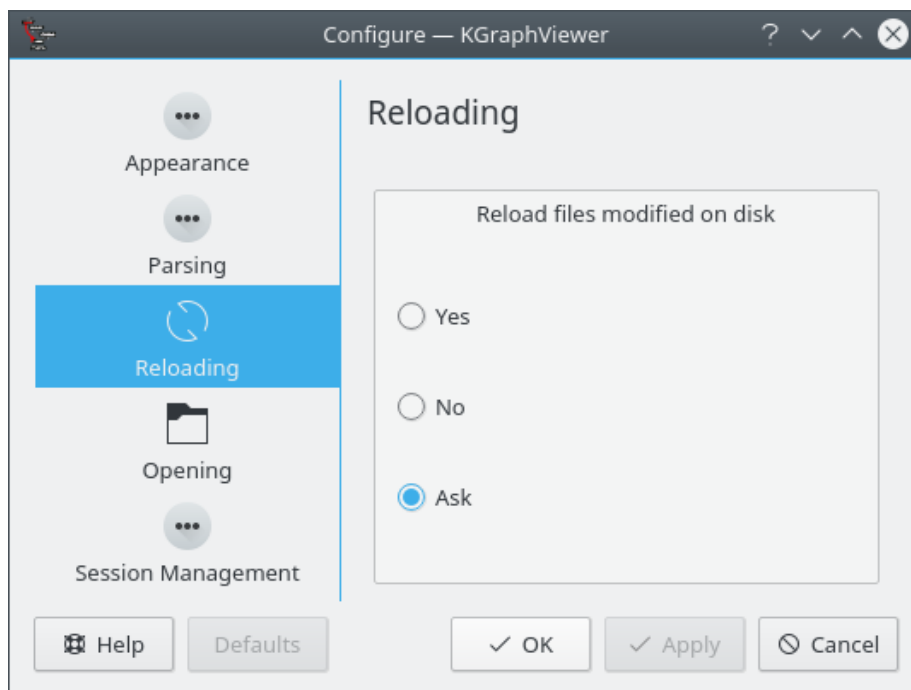 Configure — KGraphViewer
Appearance
Parsing
Reloading
Opening
Session Management
Reloading
Reload files modified on disk
Yes
No
Ask
Help
Defaults
OK
Apply
Cancel